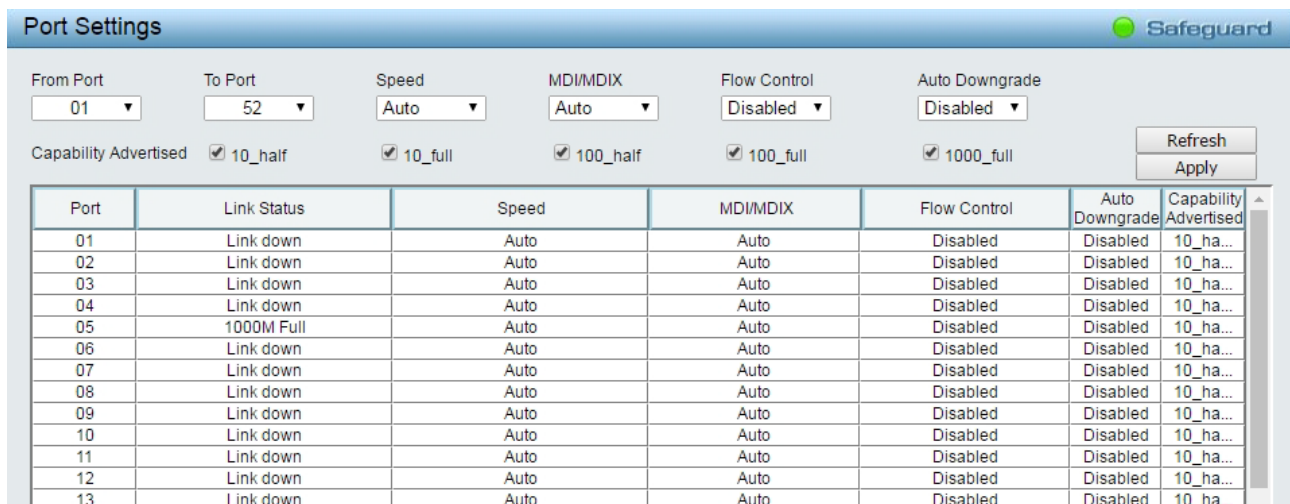 Port Settings
Safeguard
From Port To Port Speed MDI/MDIX Flow Control Auto Downgrade
01 52 Auto Auto Disabled Disabled
Capability Advertised 10_half 10_full 100_half 100_full 1000_full
Refresh
Apply
Port Link Status Speed MDI/MDIX Flow Control Auto Downgrade Capability Advertised
01 Link down Auto Auto Disabled Disabled 10_ha...
02 Link down Auto Auto Disabled Disabled 10_ha...
03 Link down Auto Auto Disabled Disabled 10_ha...
04 Link down Auto Auto Disabled Disabled 10_ha...
05 1000M Full Auto Auto Disabled Disabled 10_ha...
06 Link down Auto Auto Disabled Disabled 10_ha...
07 Link down Auto Auto Disabled Disabled 10_ha...
08 Link down Auto Auto Disabled Disabled 10_ha...
09 Link down Auto Auto Disabled Disabled 10_ha...
10 Link down Auto Auto Disabled Disabled 10_ha...
11 Link down Auto Auto Disabled Disabled 10_ha...
12 Link down Auto Auto Disabled Disabled 10_ha...
13 Link down Auto Auto Disabled Disabled 10_ha...